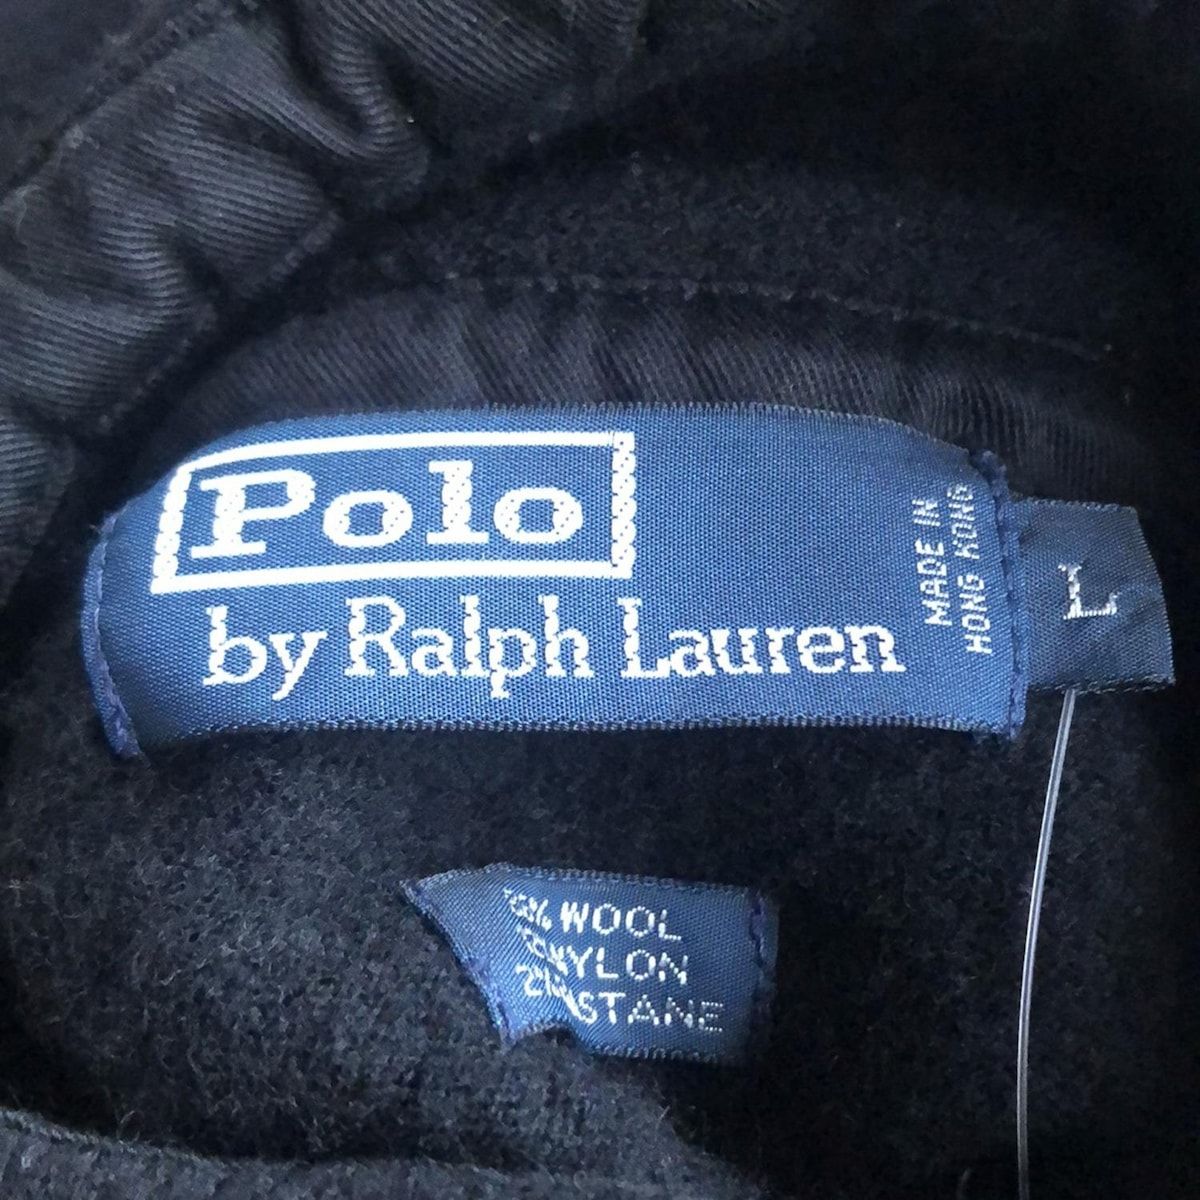 Polo
by Ralph Lauren
MADE IN
HONG KONG
L
WOOL
NYLON